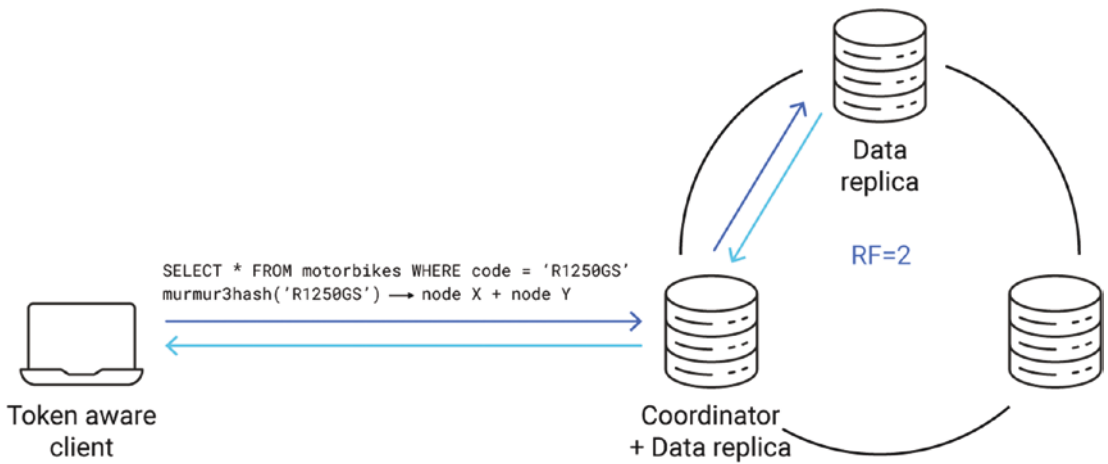 Data
replica
RF=2
SELECT * FROM motorbikes WHERE code = ‘R1250GS’
murmur3hash(‘R1250GS’) → node X + node Y
Token aware
client
Coordinator
+ Data replica